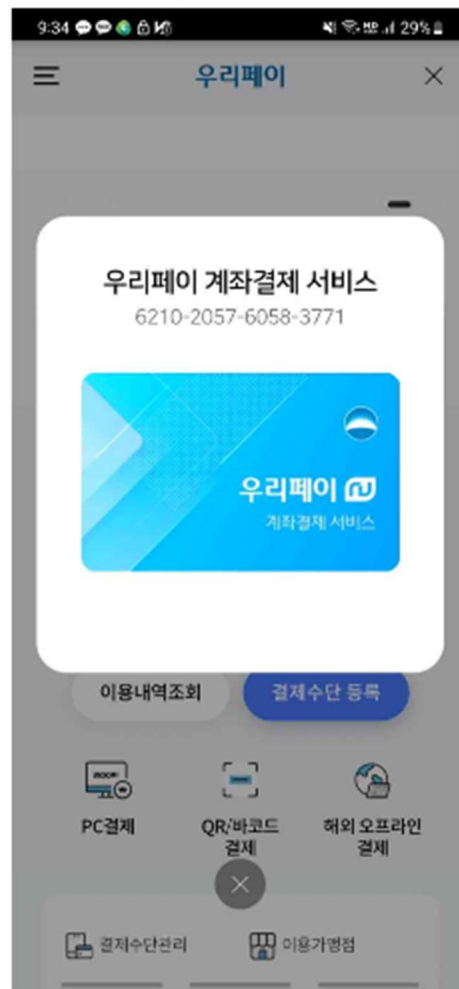 9:34
29%
우리페이
우리페이 계좌결제 서비스
6210-2057-6058-3771
우리페이
계좌결제 서비스
이용내역조회 결제수단 등록
PC결제 QR/바코드 해외 오프라인
결제 결제
결제수단관리 이용가맹점